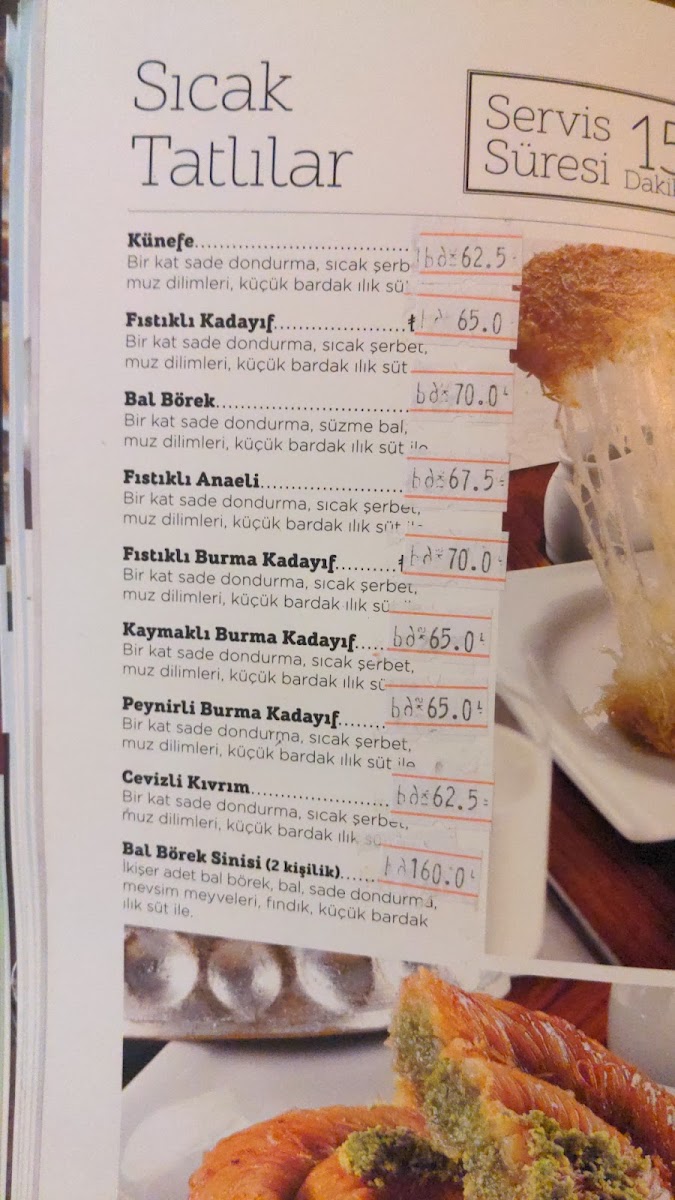 Sıcak
Tatlılar
Servis 15
Süresi
Künefe.............................. 62.5
Bir kat sade dondurma, sıcak
muz dilimleri, küçük bardak ılık
Fıstıklı Kadayıf................... ₺ 65.0
Bir kat sade dondurma, sıcak şerbet,
muz dilimleri, küçük bardak ılık süt
Bal Börek........................... 70.0
Bir kat sade dondurma, süzme bal,
muz dilimleri, küçük bardak ılık süt ile
Fıstıklı Anaeli..................... 67.5
Bir kat sade dondurma, sıcak şerbet,
muz dilimleri, küçük bardak ılık süt
Fıstıklı Burma Kadayıf......... 70.0
Bir kat sade dondurma, sıcak şerbet,
muz dilimleri, küçük bardak ılık
Kaymaklı Burma Kadayıf..... 65.0
Bir kat sade dondurma, sıcak şerbet,
muz dilimleri, küçük bardak ılık
Peynirli Burma Kadayıf........ 65.0
Bir kat sade dondurma, sıcak şerbet,
muz dilimleri, küçük bardak ılık süt ile
Cevizli Kıvrım.................... 62.5
Bir kat sade dondurma, sıcak şerbet,
muz dilimleri, küçük bardak ılık
Bal Börek Sinisi (2 kişilik)...... 160.0
İkişer adet bal börek, bal, sade dondurma,
mevsim meyveleri, fındık, küçük bardak
ılık süt ile.